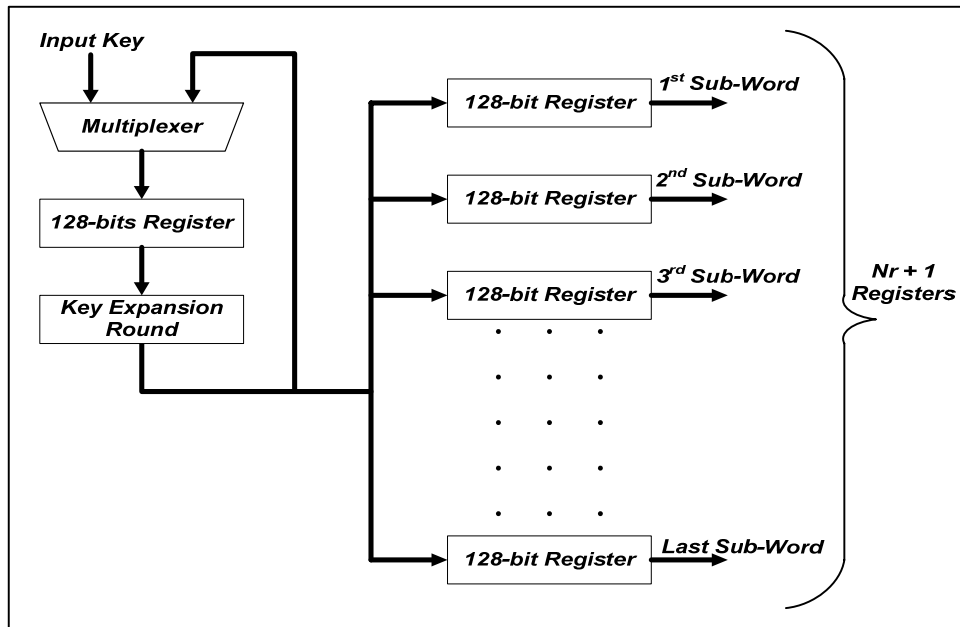 Input Key
Multiplexer
128-bits Register
Key Expansion
Round
128-bit Register
1st Sub-Word
128-bit Register
2nd Sub-Word
128-bit Register
3rd Sub-Word
128-bit Register
Last Sub-Word
Nr + 1
Registers